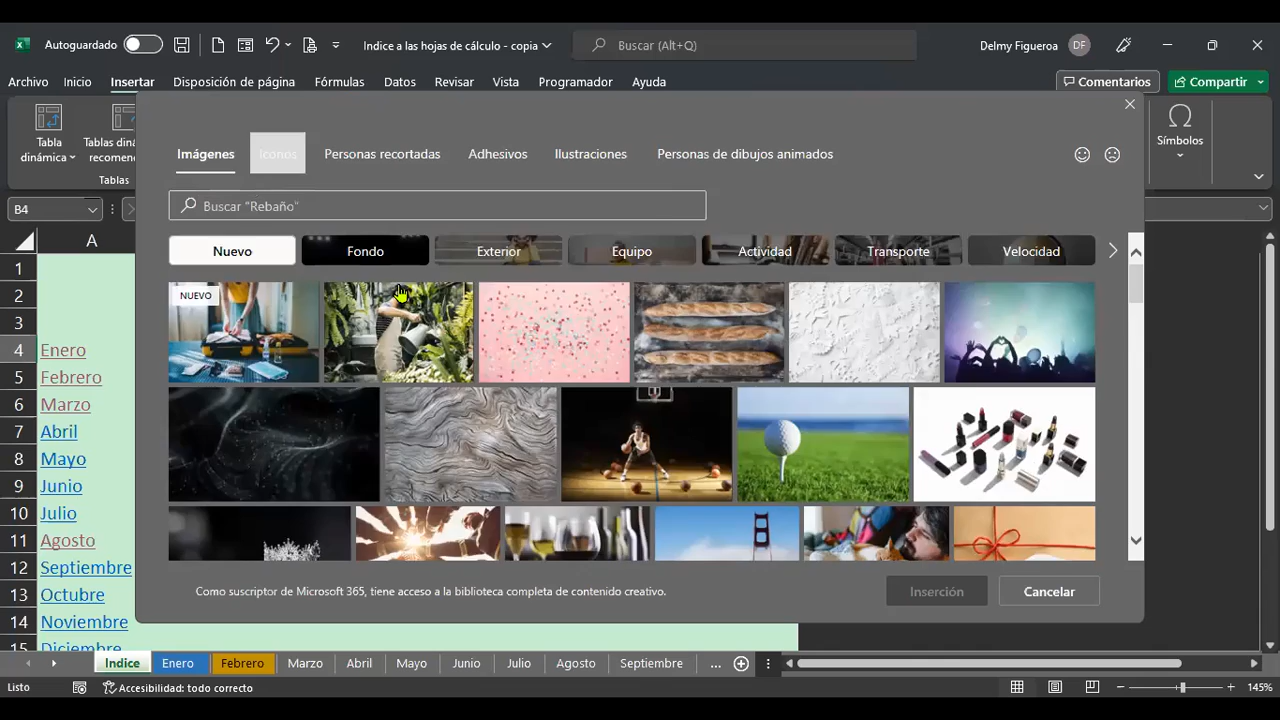 Autoguardado
Indice a las hojas de cálculo - copia
Buscar (Alt+Q)
Delmy Figueroa
DF
Archivo Inicio Insertar Disposición de página Fórmulas Datos Revisar Vista Programador Ayuda
Comentarios
Compartir
Tabla
dinámica
Tablas diná
recomen
Tablas
Símbolos
B4
Imágenes Iconos Personas recortadas Adhesivos Ilustraciones Personas de dibujos animados
Buscar "Rebaño"
Nuevo Fondo Exterior Equipo Actividad Transporte Velocidad
NUEVO
A
1
2
3
4 Enero
5 Febrero
6 Marzo
7 Abril
8 Mayo
9 Junio
10 Julio
11 Agosto
12 Septiembre
13 Octubre
14 Noviembre
15 Diciembre
Como suscriptor de Microsoft 365, tiene acceso a la biblioteca completa de contenido creativo.
Inserción
Cancelar
Indice Enero Febrero Marzo Abril Mayo Junio Julio Agosto Septiembre ...
Listo
Accesibilidad: todo correcto
145%